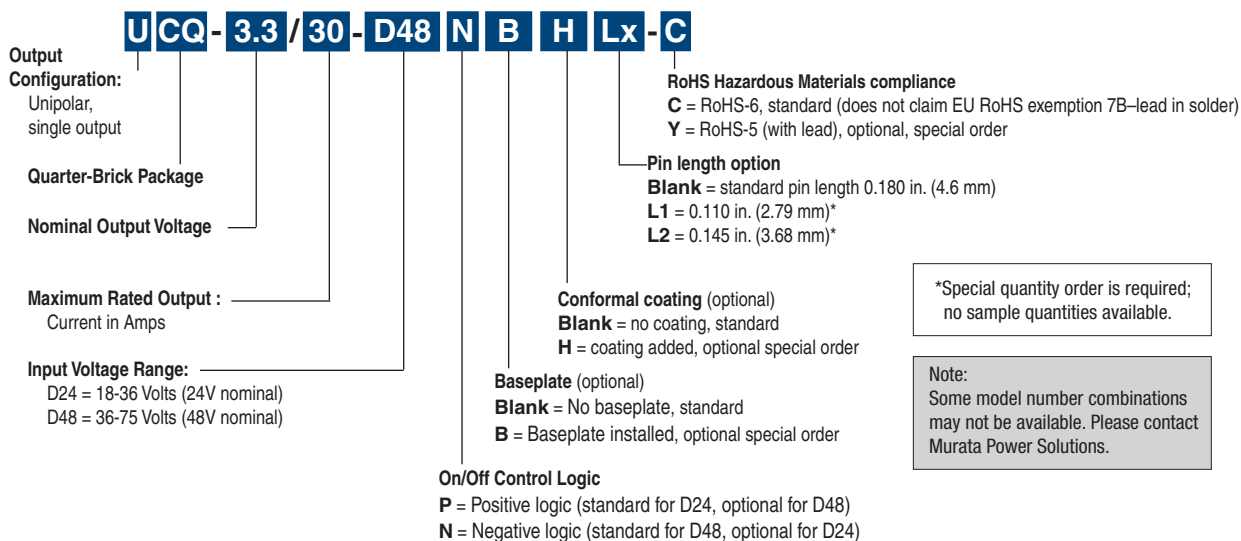 UCQ-3.3/30-D48NBHLx-C
Output
Configuration:
Unipolar,
single output
Quarter-Brick Package
Nominal Output Voltage
Maximum Rated Output :
Current in Amps
Input Voltage Range:
D24 = 18-36 Volts (24V nominal)
D48 = 36-75 Volts (48V nominal)
RoHS Hazardous Materials compliance
C = RoHS-6, standard (does not claim EU RoHS exemption 7B–lead in solder)
Y = RoHS-5 (with lead), optional, special order
Pin length option
Blank = standard pin length 0.180 in. (4.6 mm)
L1 = 0.110 in. (2.79 mm)*
L2 = 0.145 in. (3.68 mm)*
Conformal coating (optional)
Blank = no coating, standard
H = coating added, optional special order
Baseplate (optional)
Blank = No baseplate, standard
B = Baseplate installed, optional special order
On/Off Control Logic
P = Positive logic (standard for D24, optional for D48)
N = Negative logic (standard for D48, optional for D24)
*Special quantity order is required;
no sample quantities available.
Note:
Some model number combinations
may not be available. Please contact
Murata Power Solutions.